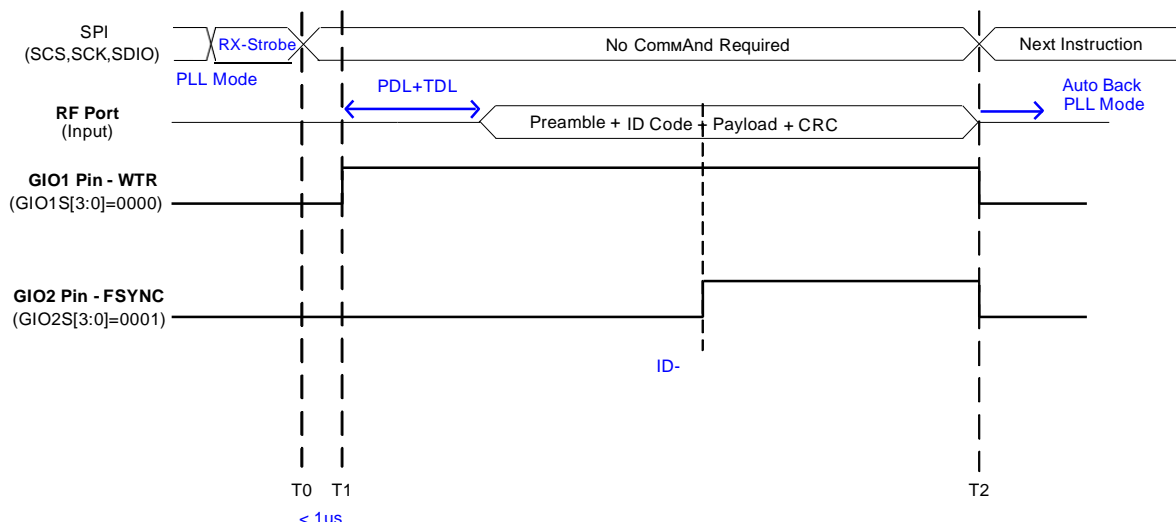 SPI
(SCS,SCK,SDIO)
RX-Strobe
No ComмAnd Required
Next Instruction
PLL Mode
PDL+TDL
Auto Back
PLL Mode
RF Port
(Input)
Preamble + ID Code + Payload + CRC
GIO1 Pin - WTR
(GIO1S[3:0]=0000)
GIO2 Pin - FSYNC
(GIO2S[3:0]=0001)
ID-
T0 T1 T2
< 1us